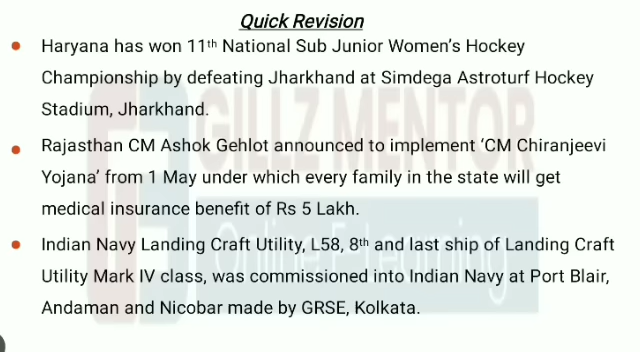 Quick Revision
Haryana has won 11th National Sub Junior Women's Hockey
Championship by defeating Jharkhand at Simdega Astroturf Hockey
Stadium, Jharkhand.
Rajasthan CM Ashok Gehlot announced to implement 'CM Chiranjeevi
Yojana' from 1 May under which every family in the state will get
medical insurance benefit of Rs 5 Lakh.
Indian Navy Landing Craft Utility, L58, 8th and last ship of Landing Craft
Utility Mark IV class, was commissioned into Indian Navy at Port Blair,
Andaman and Nicobar made by GRSE, Kolkata.
GILLZ MENTOR
Online E-Learning